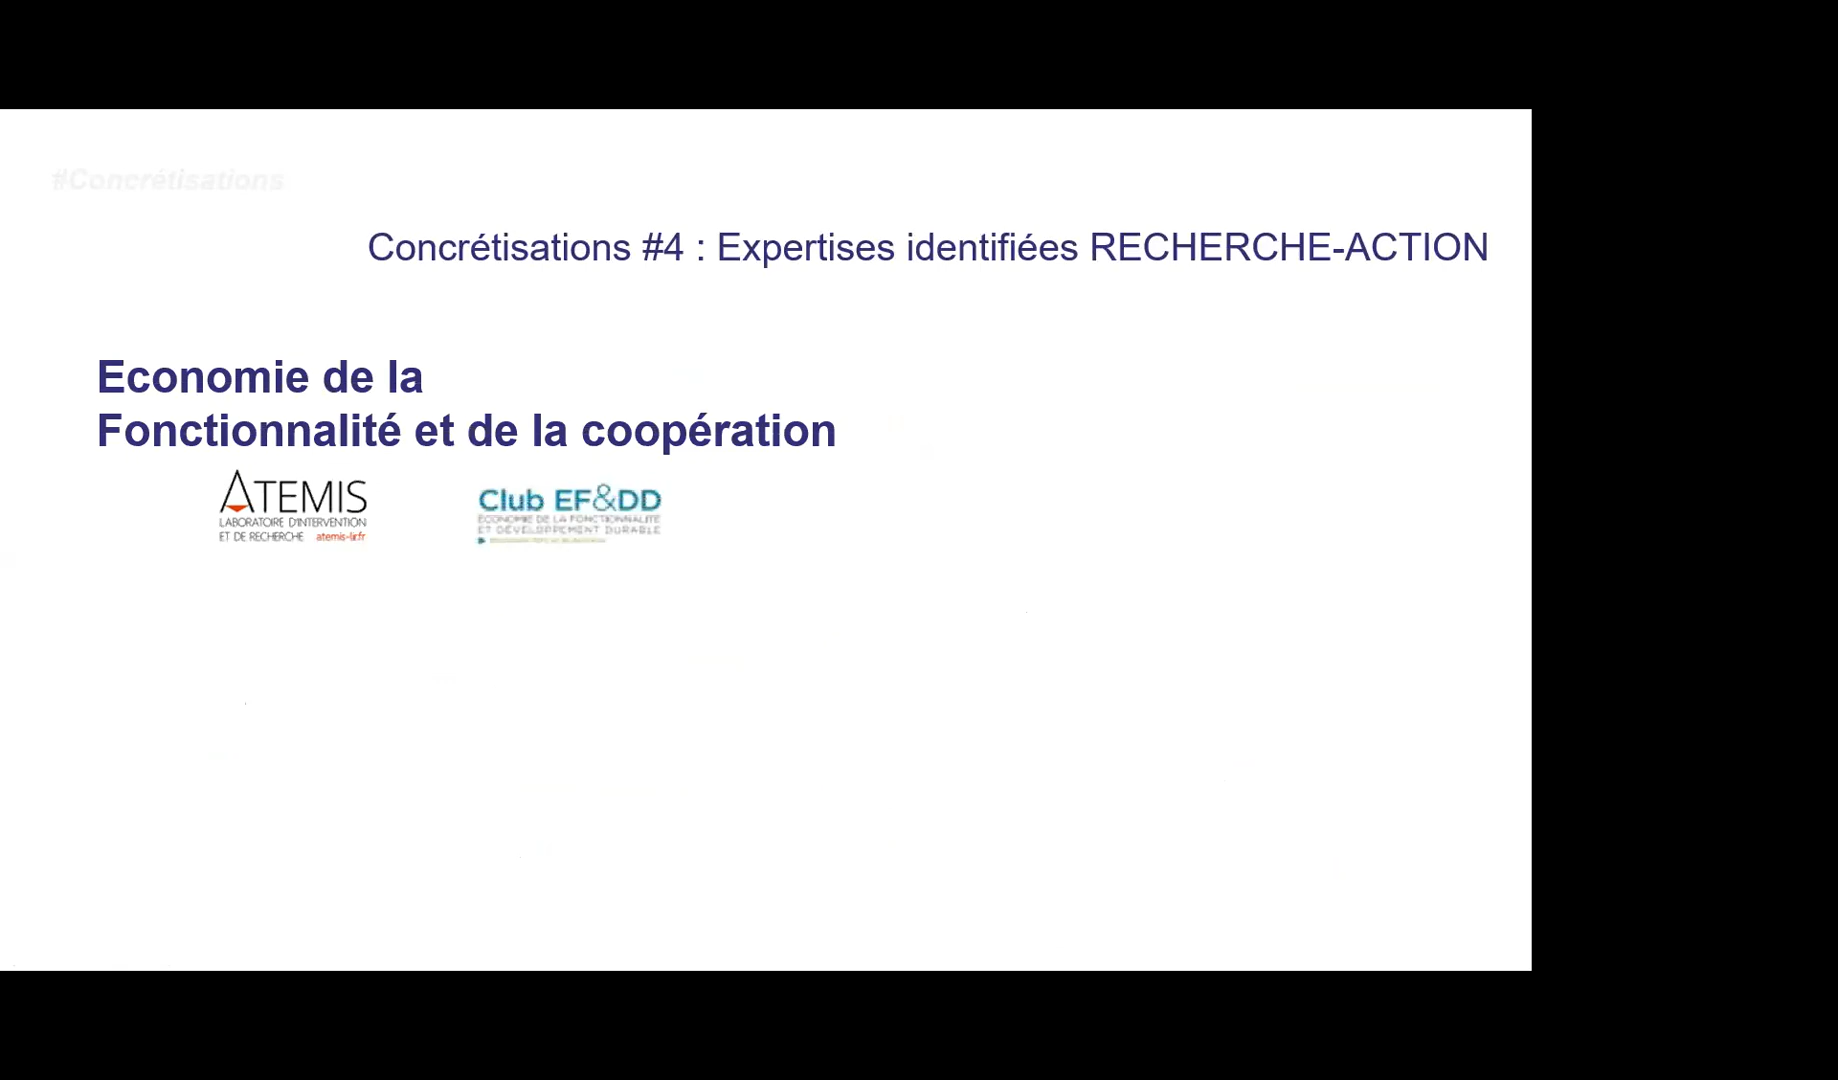 #Concrétisations
Concrétisations #4 : Expertises identifiées RECHERCHE-ACTION
Economie de la
Fonctionnalité et de la coopération
ATEMIS
LABORATOIRE D'INTERVENTION
ET DE RECHERCHE atemis-lir.fr
Club EF&DD
ECONOMIE DE LA FONCTIONNALITÉ
ET DÉVELOPPEMENT DURABLE